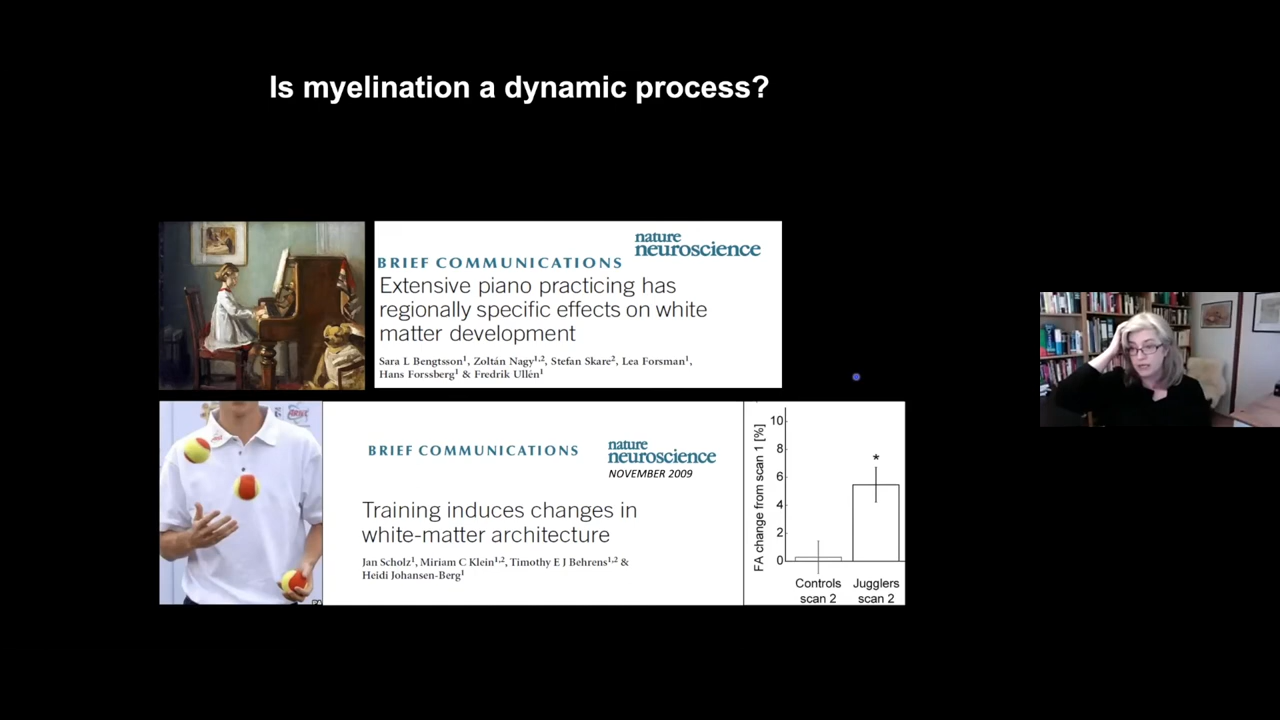 Is myelination a dynamic process?
nature
neuroscience
BRIEF COMMUNICATIONS
Extensive piano practicing has
regionally specific effects on white
matter development
Sara L Bengtsson¹, Zoltán Nagy¹,², Stefan Skare², Lea Forsman¹,
Hans Forssberg¹ & Fredrik Ullén¹
BRIEF COMMUNICATIONS
nature
neuroscience
NOVEMBER 2009
Training induces changes in
white-matter architecture
Jan Scholz¹, Miriam C Klein¹,², Timothy E J Behrens¹,² &
Heidi Johansen-Berg¹
FA change from scan 1 [%]
10
8
6
4
2
0
*
Controls
scan 2
Jugglers
scan 2